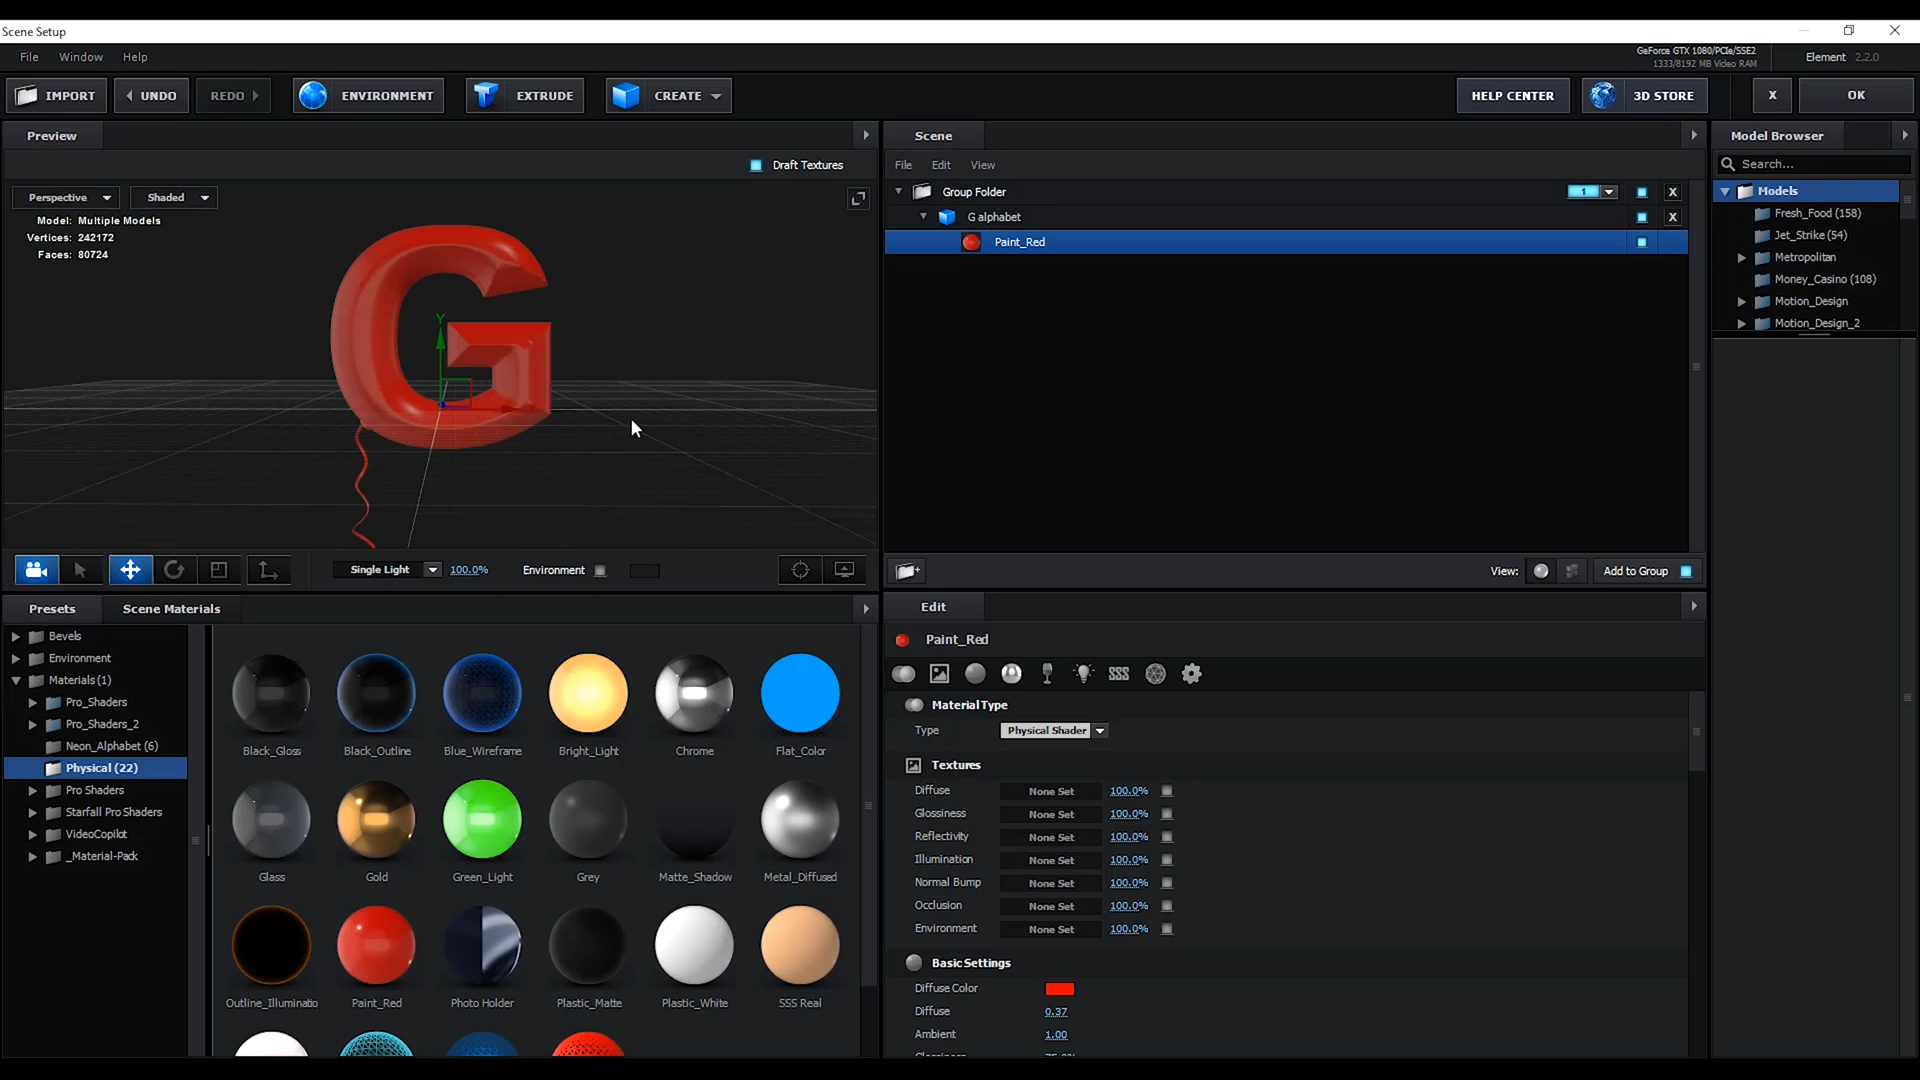 Scene Setup
File Window Help
GeForce GTX 1080/PCIe/SSE2
1333/8192 MB Video RAM
Element 2.2.0
IMPORT UNDO REDO ENVIRONMENT EXTRUDE CREATE HELP CENTER 3D STORE X OK
Preview
Draft Textures
Perspective Shaded
Model: Multiple Models
Vertices: 242172
Faces: 80724
Y
Single Light 100.0% Environment
Scene
File Edit View
Group Folder 1 X
G alphabet X
Paint_Red
View: Add to Group
Model Browser
Search...
Models
Fresh_Food (158)
Jet_Strike (54)
Metropolitan
Money_Casino (108)
Motion_Design
Motion_Design_2
Presets Scene Materials
Bevels
Environment
Materials (1)
Pro_Shaders
Pro_Shaders_2
Neon_Alphabet (6)
Physical (22)
Pro Shaders
Starfall Pro Shaders
VideoCopilot
_Material-Pack
Black_Gloss Black_Outline Blue_Wireframe Bright_Light Chrome Flat_Color
Glass Gold Green_Light Grey Matte_Shadow Metal_Diffused
Outline_Illuminatio Paint_Red Photo Holder Plastic_Matte Plastic_White SSS Real
Edit
Paint_Red
SSS
Material Type
Type Physical Shader
Textures
Diffuse None Set 100.0%
Glossiness None Set 100.0%
Reflectivity None Set 100.0%
Illumination None Set 100.0%
Normal Bump None Set 100.0%
Occlusion None Set 100.0%
Environment None Set 100.0%
Basic Settings
Diffuse Color
Diffuse 0.37
Ambient 1.00